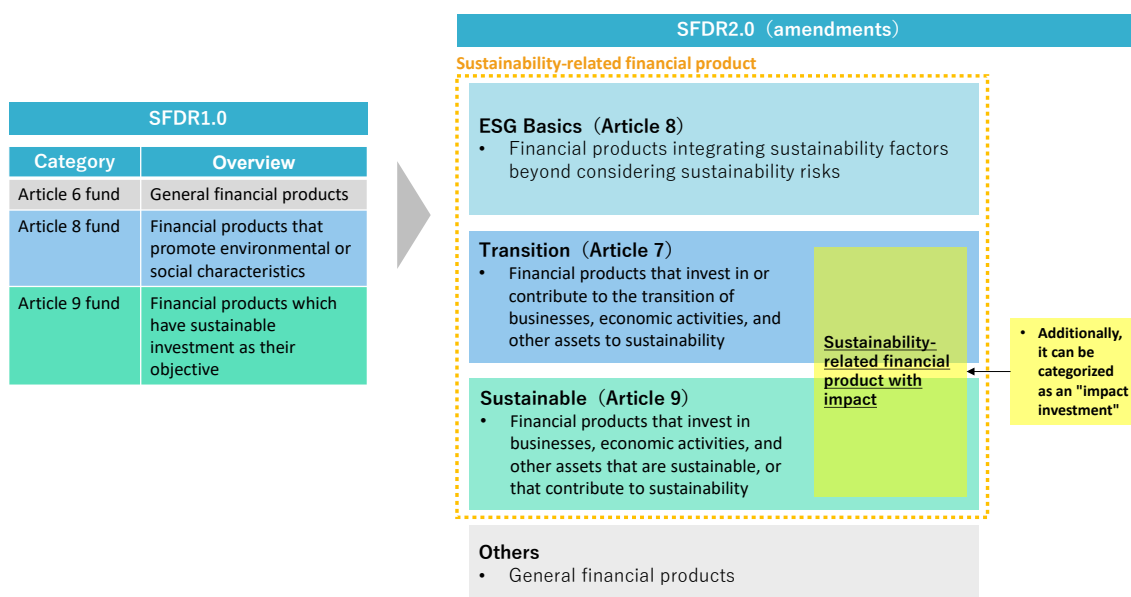 SFDR2.0（amendments）
Sustainability-related financial product
SFDR1.0
Category
Overview
Article 6 fund
General financial products
Article 8 fund
Financial products that
promote environmental or
social characteristics
Article 9 fund
Financial products which
have sustainable
investment as their
objective
ESG Basics（Article 8）
• Financial products integrating sustainability factors
beyond considering sustainability risks
Transition（Article 7）
• Financial products that invest in or
contribute to the transition of
businesses, economic activities, and
other assets to sustainability
Sustainable（Article 9）
• Financial products that invest in
businesses, economic activities, and
other assets that are sustainable, or
that contribute to sustainability
Sustainability-
related financial
product with
impact
• Additionally,
it can be
categorized
as an "impact
investment"
Others
• General financial products